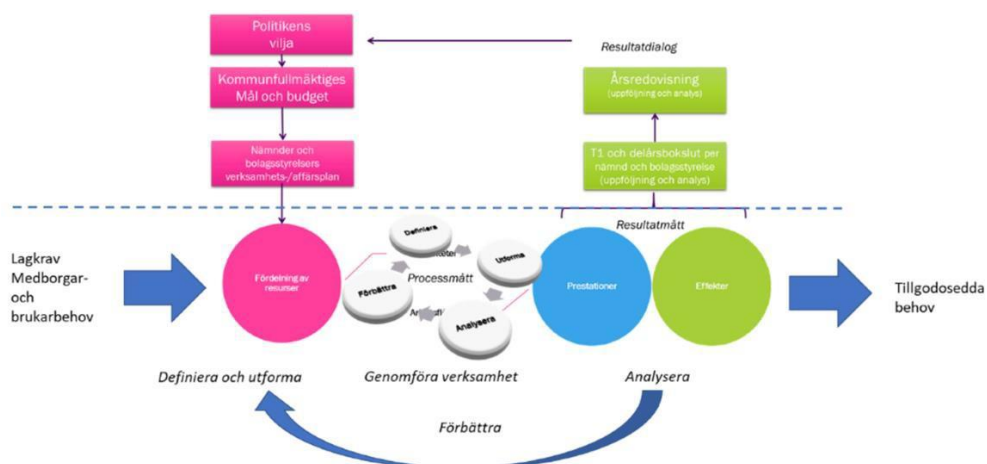 Politikens
vilja
Resultatdialog
Kommunfullmäktiges
Mål och budget
Årsredovisning
(uppföljning och analys)
Nämnder och
bolagsstyrelsers
verksamhets-/affärsplan
T1 och delårsbokslut per
nämnd och bolagsstyrelse
(uppföljning och analys)
Resultatmått
Lagkrav
Medborgar-
och
brukarbehov
Fördelning av
resurser
Definiera
Processmått
Utforma
Förbättra
Analysera
Prestationer
Effekter
Tillgodosedda
behov
Definiera och utforma
Genomföra verksamhet
Analysera
Förbättra